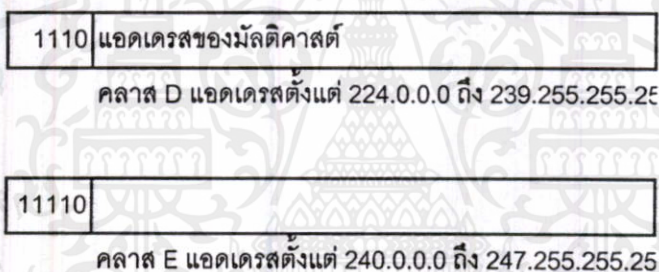 1110 แอดเดรสของมัลติคาสต์
คลาส D แอดเดรสตั้งแต่ 224.0.0.0 ถึง 239.255.255.25
11110
คลาส E แอดเดรสตั้งแต่ 240.0.0.0 ถึง 247.255.255.25